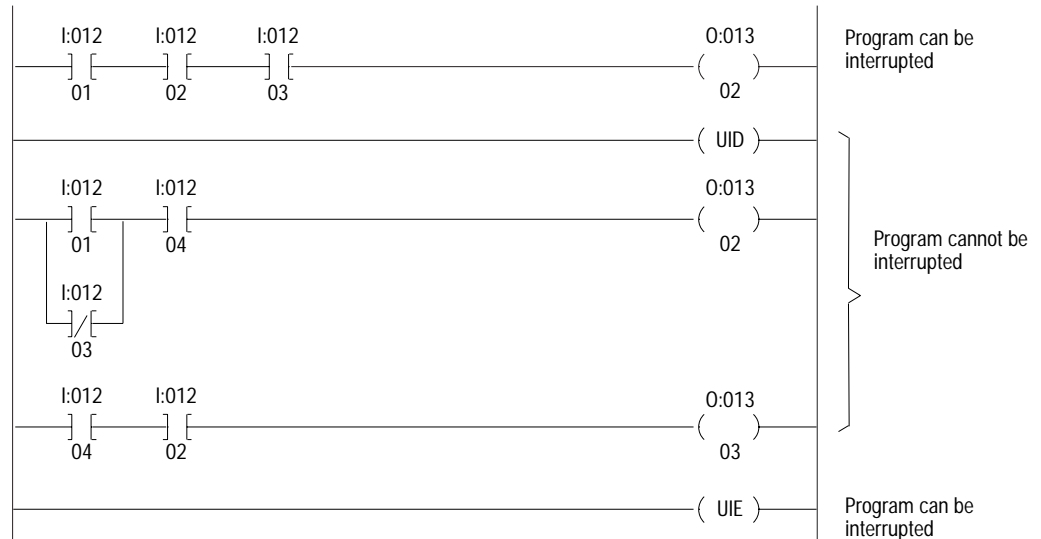 I:012 I:012 I:012 O:013
01 02 03 02
Program can be
interrupted
UID
I:012 I:012 O:013
01 04 02
I:012
03
Program cannot be
interrupted
I:012 I:012 O:013
04 02 03
UIE
Program can be
interrupted